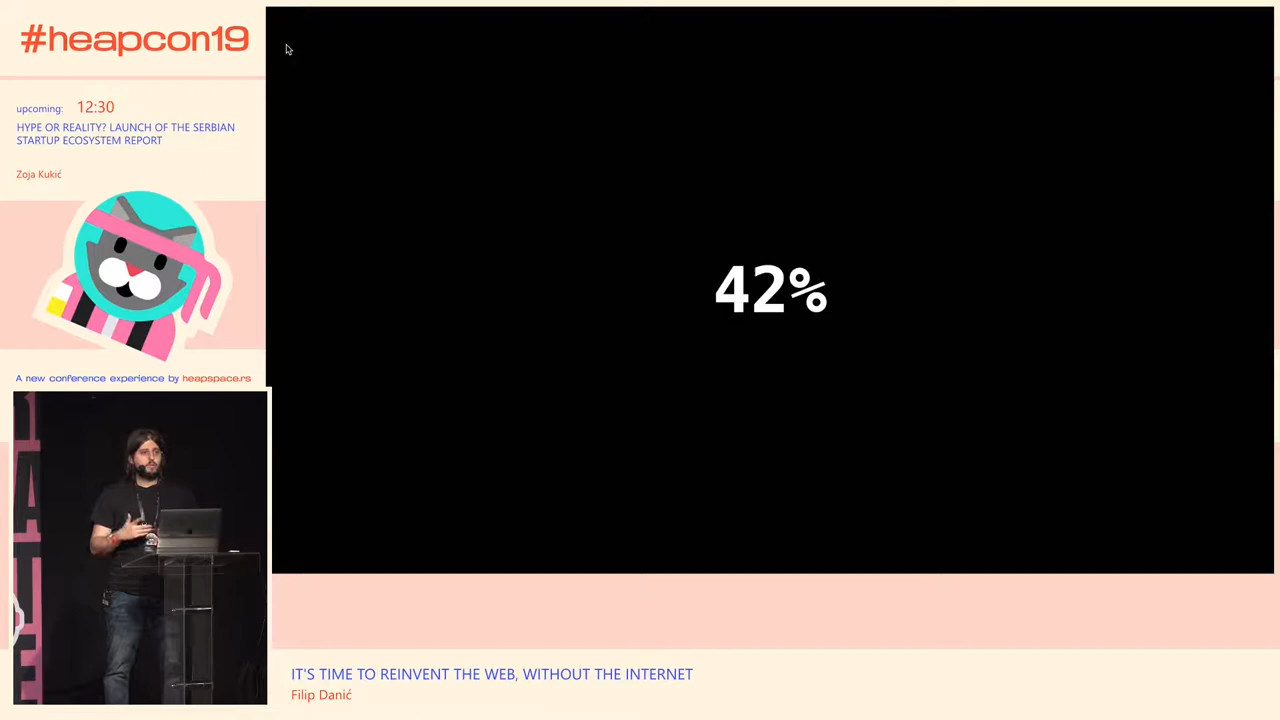 #heapcon19
upcoming: 12:30
HYPE OR REALITY? LAUNCH OF THE SERBIAN
STARTUP ECOSYSTEM REPORT
Zoja Kukić
A new conference experience by heapspace.rs
42%
IT'S TIME TO REINVENT THE WEB, WITHOUT THE INTERNET
Filip Danić